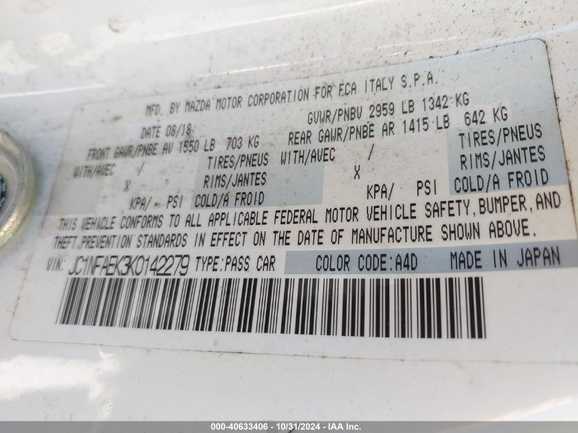 MFD. BY MAZDA MOTOR CORPORATION FOR FCA ITALY S.P.A.
DATE 08/18 GVWR/PNBV 2959 LB 1342 KG
FRONT GAWR/PNBE AV 1550 LB 703 KG REAR GAWR/PNBE AR 1415 LB 642 KG
WITH/AVEC / TIRES/PNEUS WITH/AVEC / TIRES/PNEUS
X RIMS/JANTES X RIMS/JANTES
KPA/ PSI COLD/A FROID KPA/ PSI COLD/A FROID
THIS VEHICLE CONFORMS TO ALL APPLICABLE FEDERAL MOTOR VEHICLE SAFETY, BUMPER, AND
THEFT PREVENTION STANDARDS IN EFFECT ON THE DATE OF MANUFACTURE SHOWN ABOVE.
VIN: JC1NFAEK3K0142279 TYPE:PASS CAR COLOR CODE:A4D MADE IN JAPAN
000-40633406 - 10/31/2024 - IAA Inc.